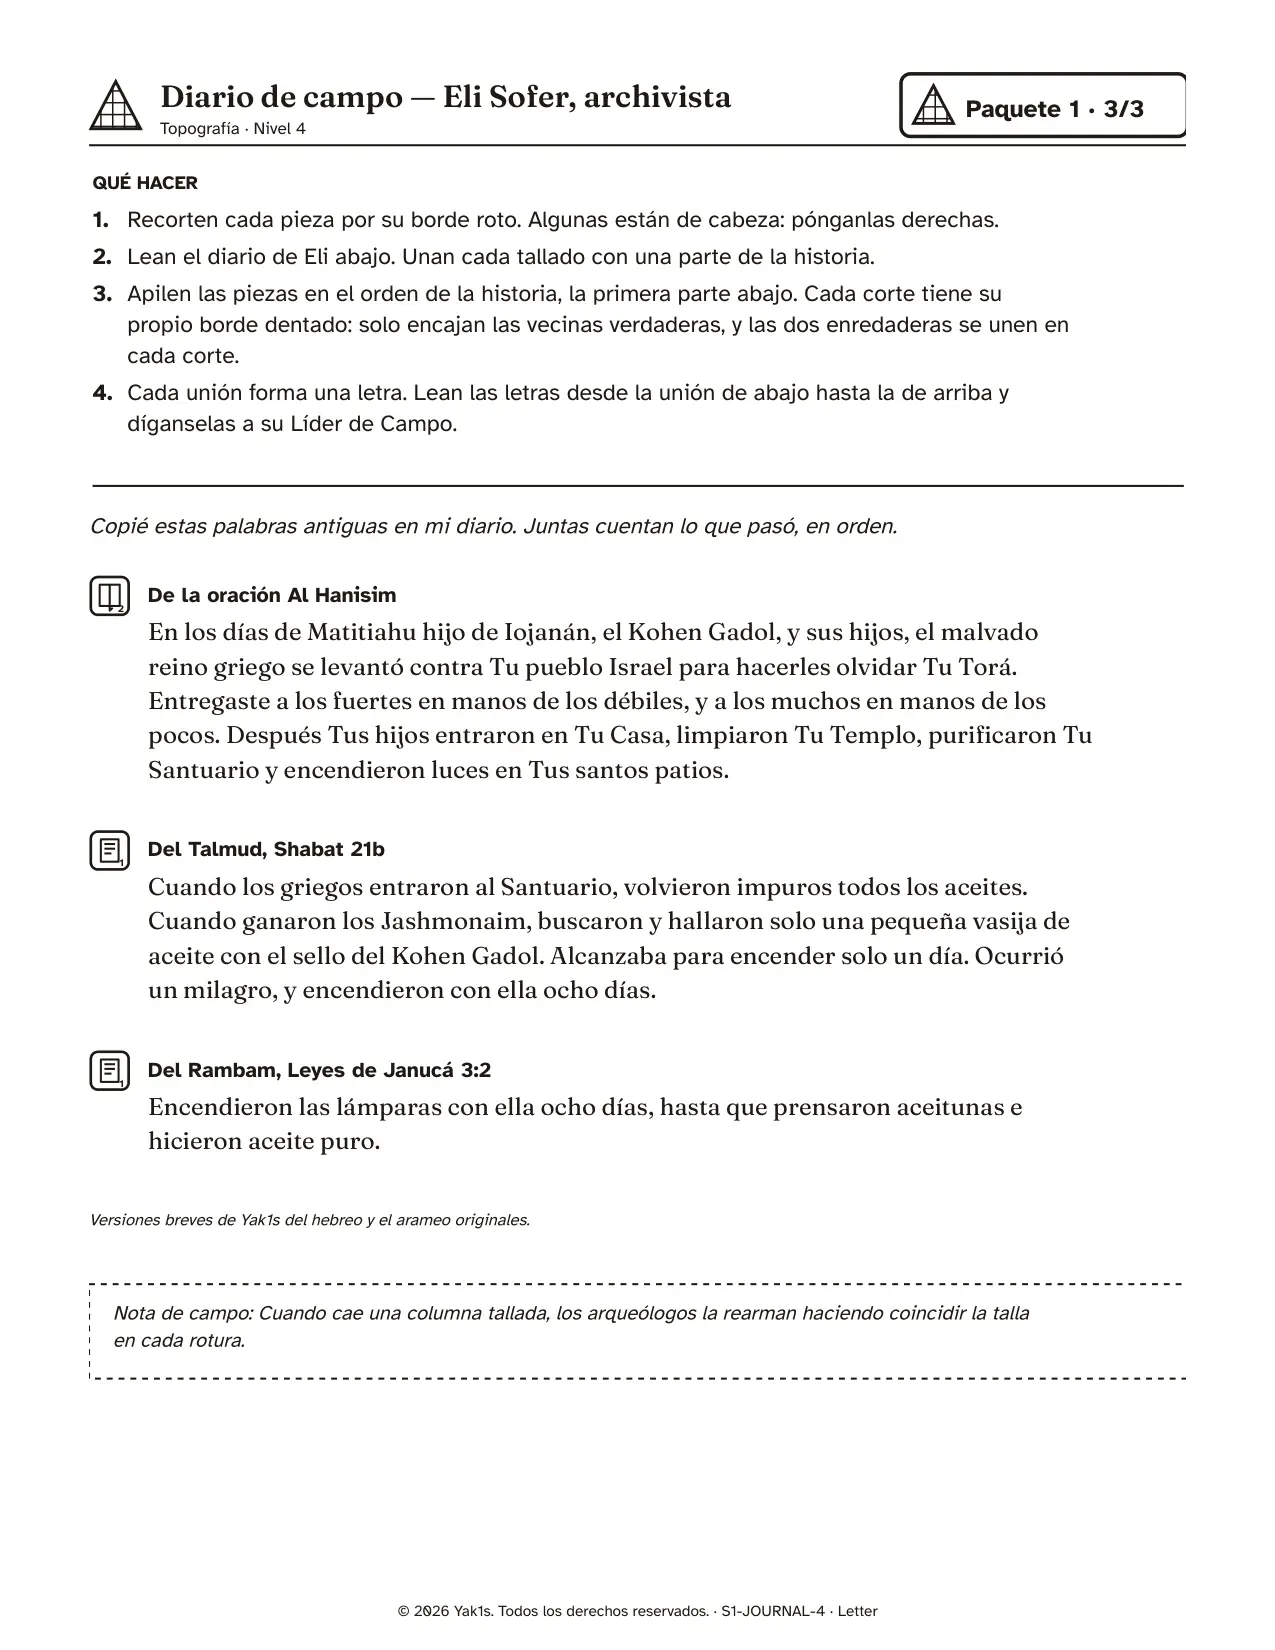 Diario de campo — Eli Sofer, archivista
Topografía · Nivel 4
Paquete 1 · 3/3
QUÉ HACER
1. Recorten cada pieza por su borde roto. Algunas están de cabeza: pónganlas derechas.
2. Lean el diario de Eli abajo. Unan cada tallado con una parte de la historia.
3. Apilen las piezas en el orden de la historia, la primera parte abajo. Cada corte tiene su
propio borde dentado: solo encajan las vecinas verdaderas, y las dos enredaderas se unen en
cada corte.
4. Cada unión forma una letra. Lean las letras desde la unión de abajo hasta la de arriba y
díganselas a su Líder de Campo.
Copié estas palabras antiguas en mi diario. Juntas cuentan lo que pasó, en orden.
2
De la oración Al Hanisim
En los días de Matitiahu hijo de Iojanán, el Kohen Gadol, y sus hijos, el malvado
reino griego se levantó contra Tu pueblo Israel para hacerles olvidar Tu Torá.
Entregaste a los fuertes en manos de los débiles, y a los muchos en manos de los
pocos. Después Tus hijos entraron en Tu Casa, limpiaron Tu Templo, purificaron Tu
Santuario y encendieron luces en Tus santos patios.
1
Del Talmud, Shabat 21b
Cuando los griegos entraron al Santuario, volvieron impuros todos los aceites.
Cuando ganaron los Jashmonaim, buscaron y hallaron solo una pequeña vasija de
aceite con el sello del Kohen Gadol. Alcanzaba para encender solo un día. Ocurrió
un milagro, y encendieron con ella ocho días.
1
Del Rambam, Leyes de Janucá 3:2
Encendieron las lámparas con ella ocho días, hasta que prensaron aceitunas e
hicieron aceite puro.
Versiones breves de Yak1s del hebreo y el arameo originales.
Nota de campo: Cuando cae una columna tallada, los arqueólogos la rearman haciendo coincidir la talla
en cada rotura.
© 2026 Yak1s. Todos los derechos reservados. · S1-JOURNAL-4 · Letter